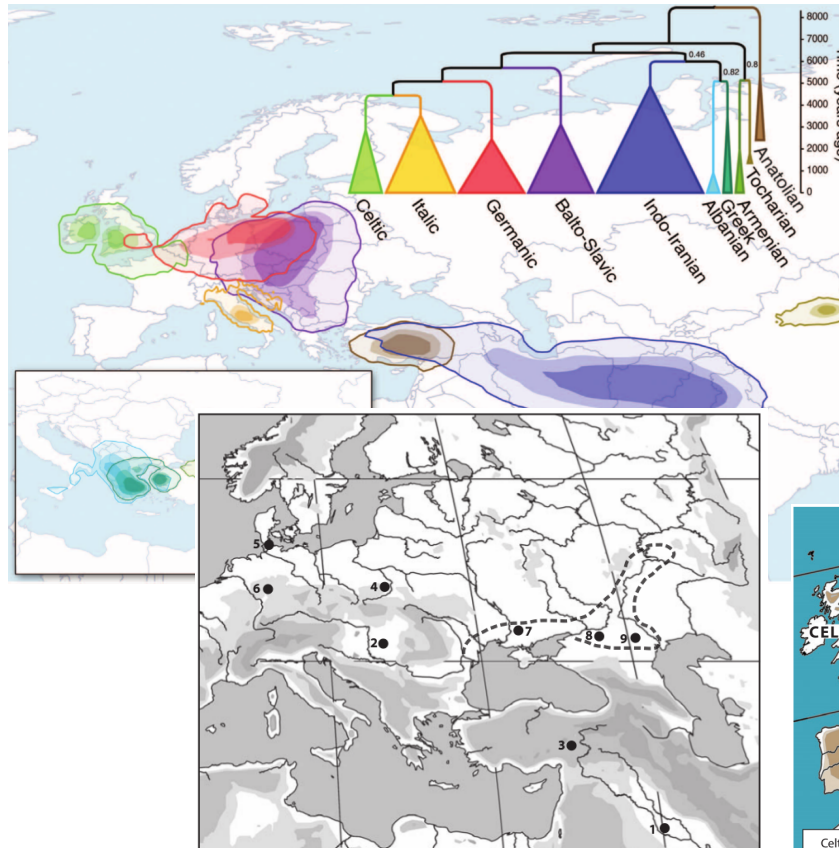 8000
7000
6000
5000
4000
3000
2000
1000
0
0.46
0.82
0.8
Celtic
Italic
Germanic
Balto-Slavic
Indo-Iranian
Albanian
Greek
Armenian
Tocharian
Anatolian
5
6
4
2
7
8
9
3
1
CEL
Celt